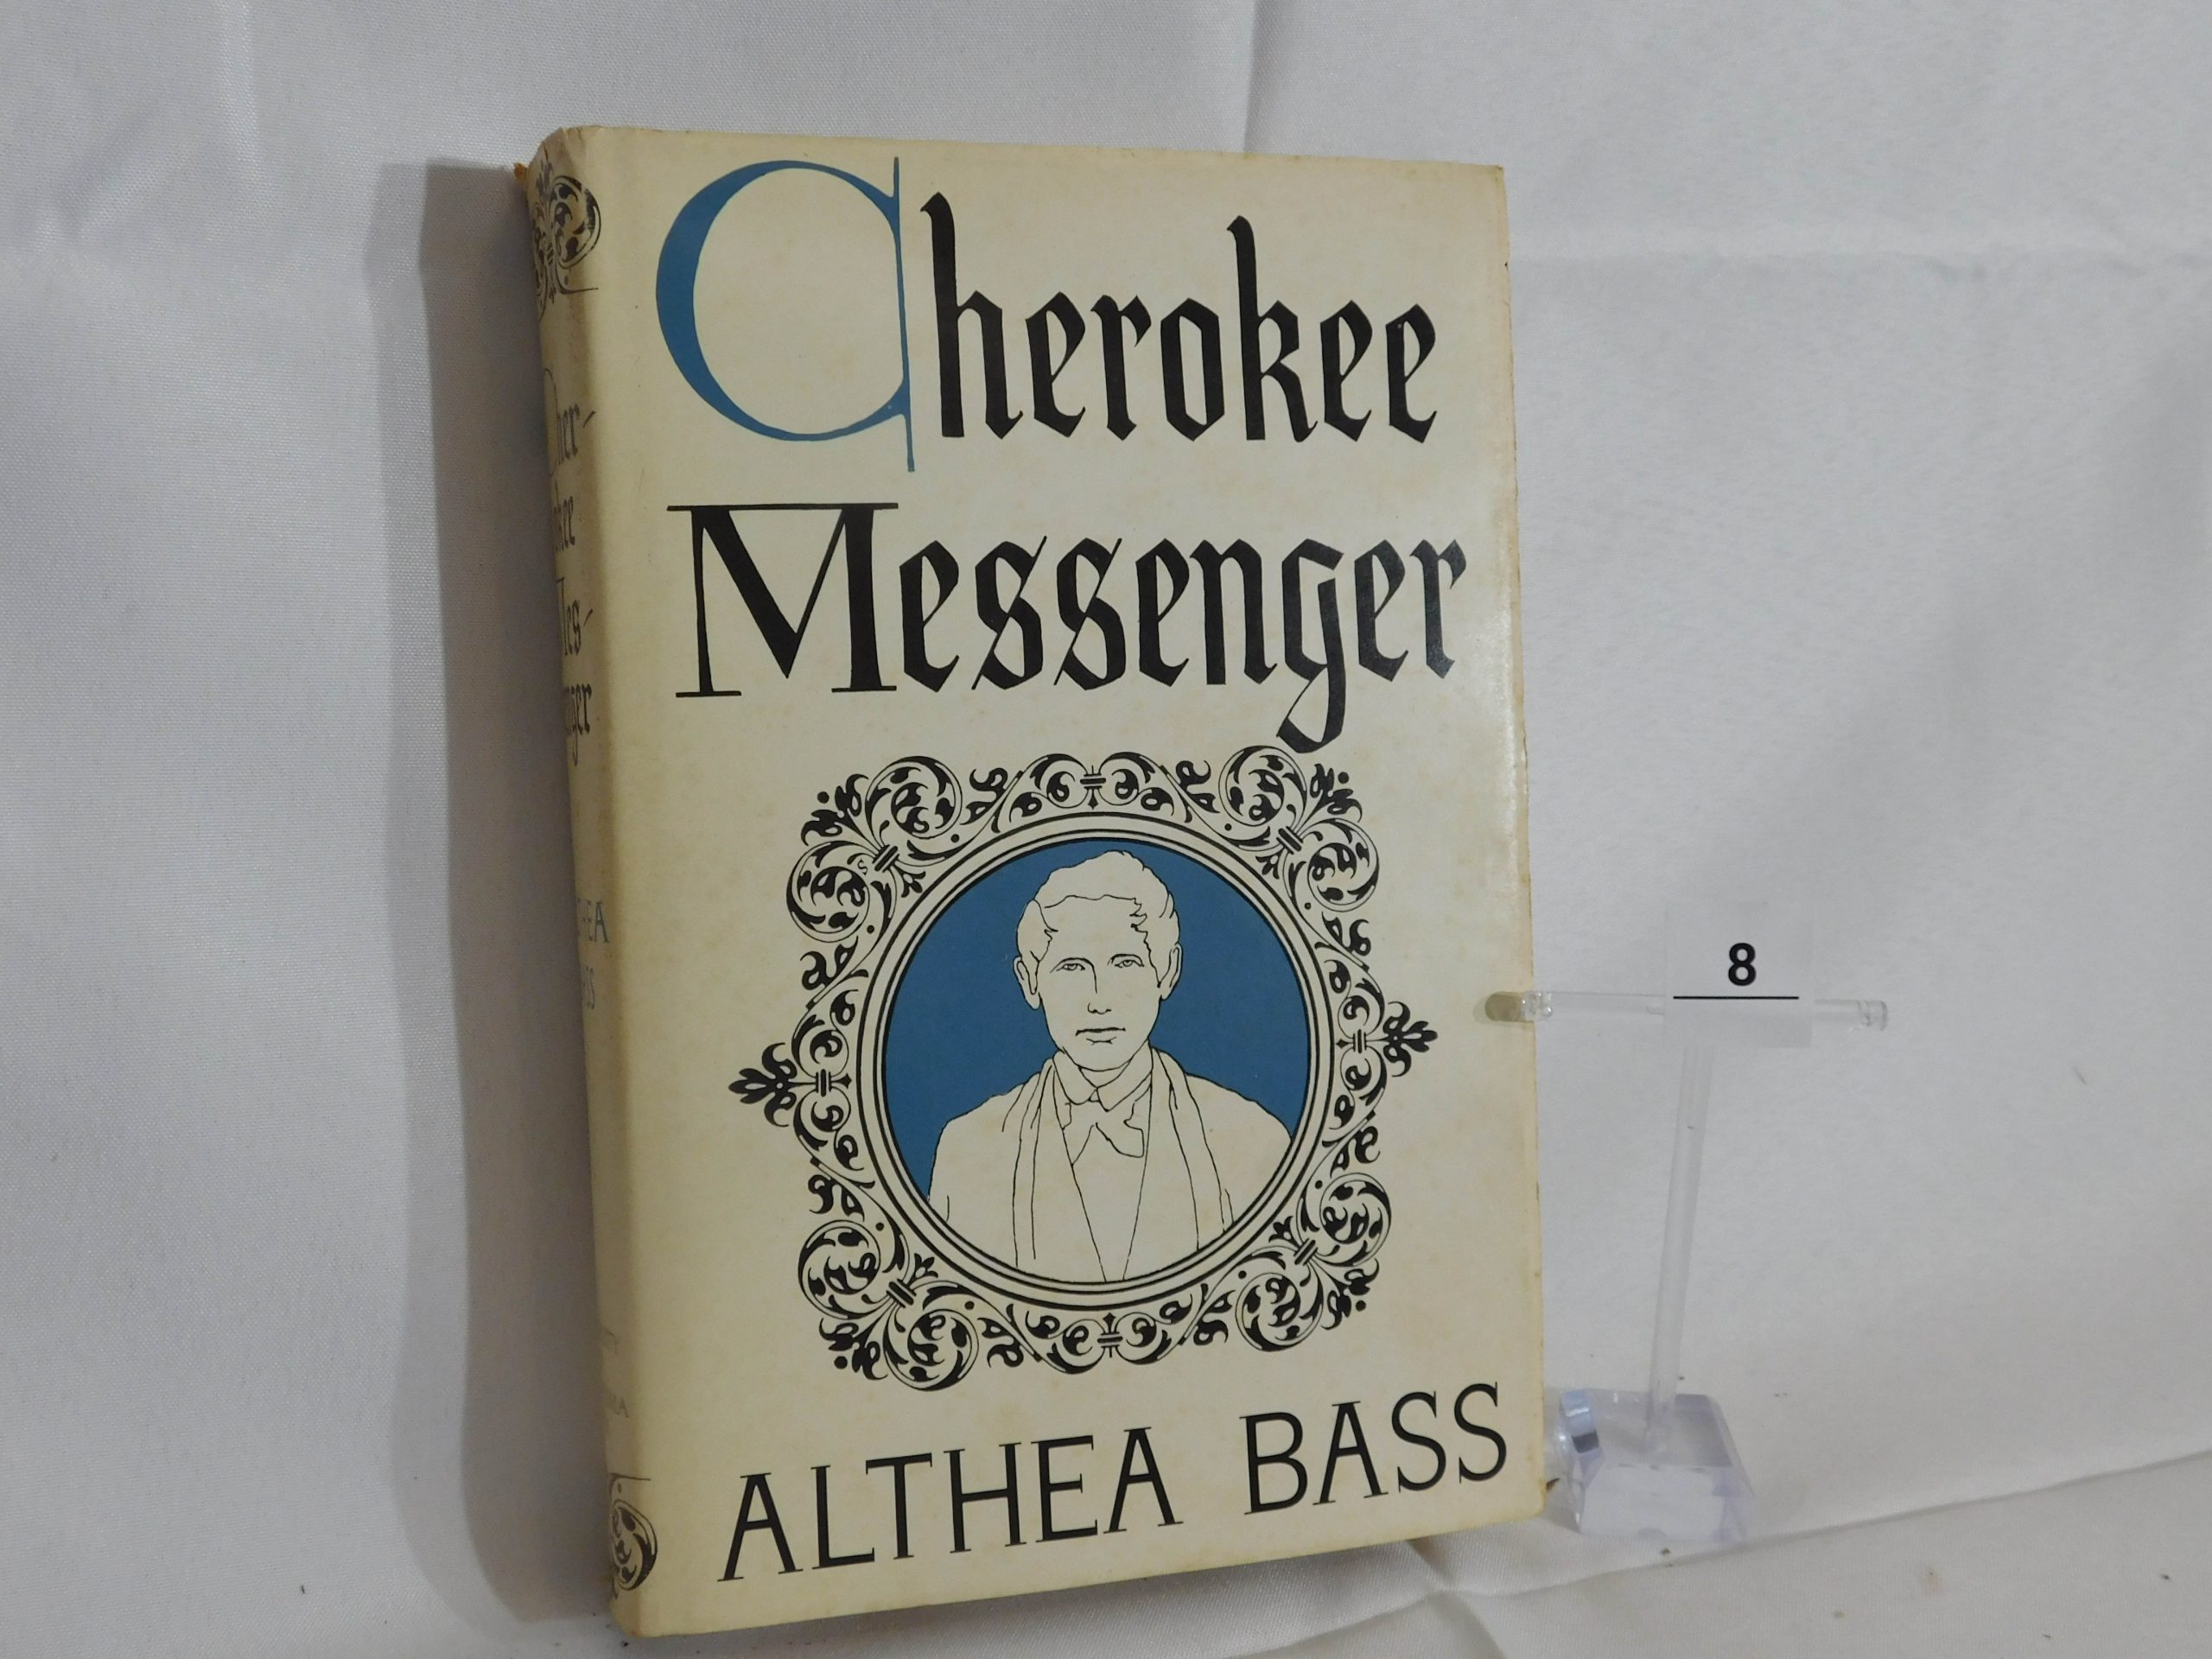 Cherokee
Messenger
ALTHEA BASS
8